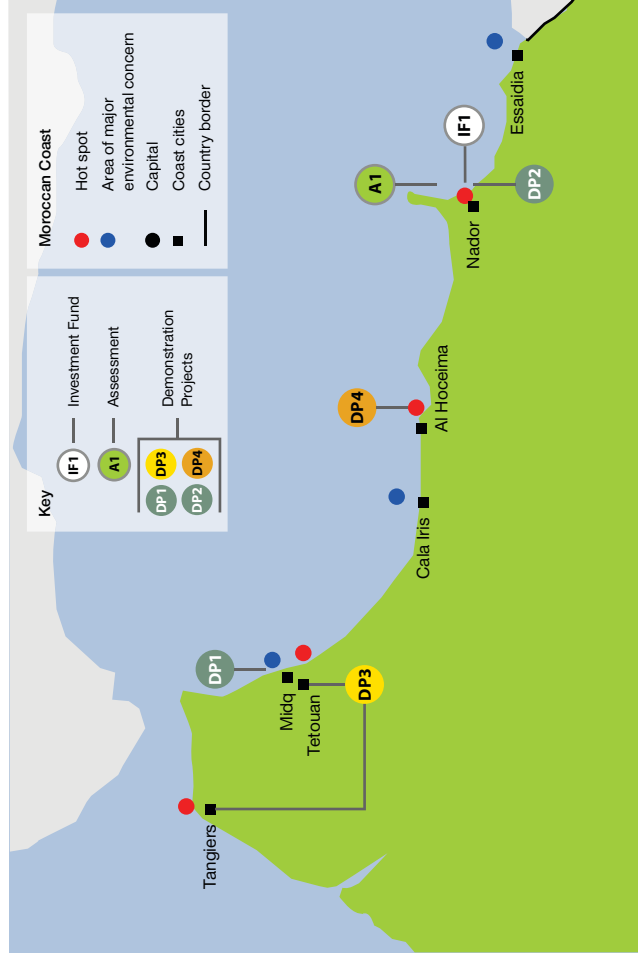 Key
IF1
Investment Fund
A1
Assessment
DP1
DP3
DP2
DP4
Demonstration
Projects
Moroccan Coast
Hot spot
Area of major
environmental concern
Capital
Coast cities
Country border
Tangiers
DP1
Midq
Tetouan
DP3
Cala Iris
DP4
Al Hoceima
A1
IF1
Nador
DP2
Essaidia